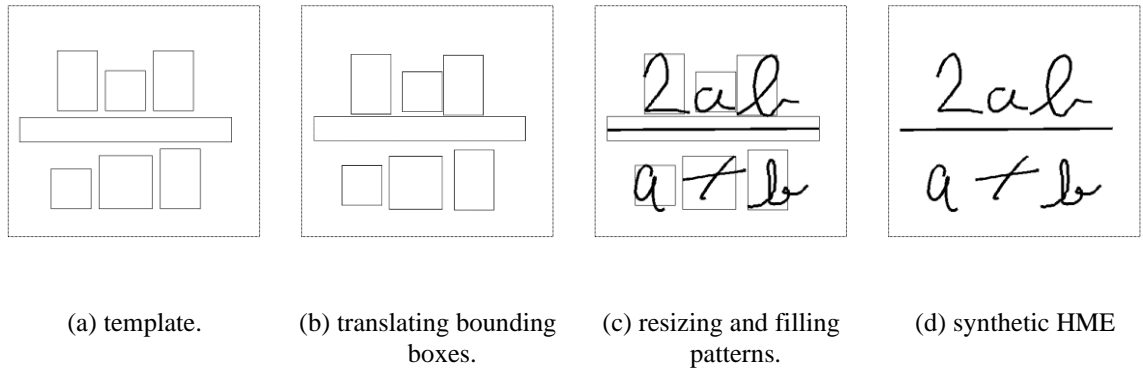 2ab
a+b
2ab
a+b
(a) template.
(b) translating bounding
boxes.
(c) resizing and filling
patterns.
(d) synthetic HME